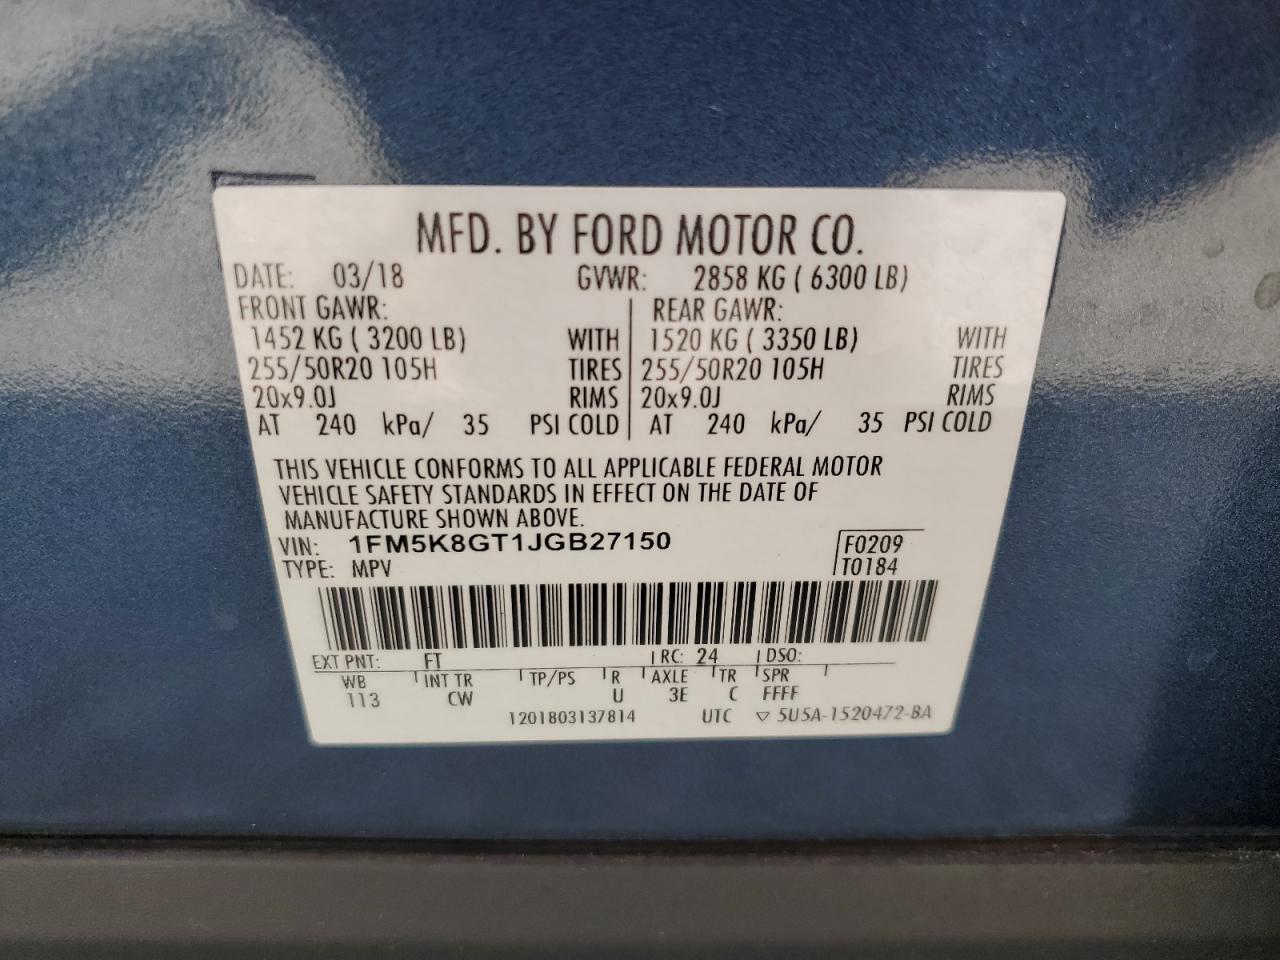 MFD. BY FORD MOTOR CO.
DATE: 03/18 GVWR: 2858 KG ( 6300 LB)
FRONT GAWR: REAR GAWR:
1452 KG ( 3200 LB) WITH 1520 KG ( 3350 LB) WITH
255/50R20 105H TIRES 255/50R20 105H TIRES
20x9.0J RIMS 20x9.0J RIMS
AT 240 kPa/ 35 PSI COLD AT 240 kPa/ 35 PSI COLD
THIS VEHICLE CONFORMS TO ALL APPLICABLE FEDERAL MOTOR
VEHICLE SAFETY STANDARDS IN EFFECT ON THE DATE OF
MANUFACTURE SHOWN ABOVE.
VIN: 1FM5K8GT1JGB27150 F0209
TYPE: MPV T0184
EXT PNT: FT RC: 24 DSO:
WB INT TR TP/PS R AXLE TR SPR
113 CW U 3E C FFFF
1201803137814 UTC ▽ 5U5A-1520472-BA